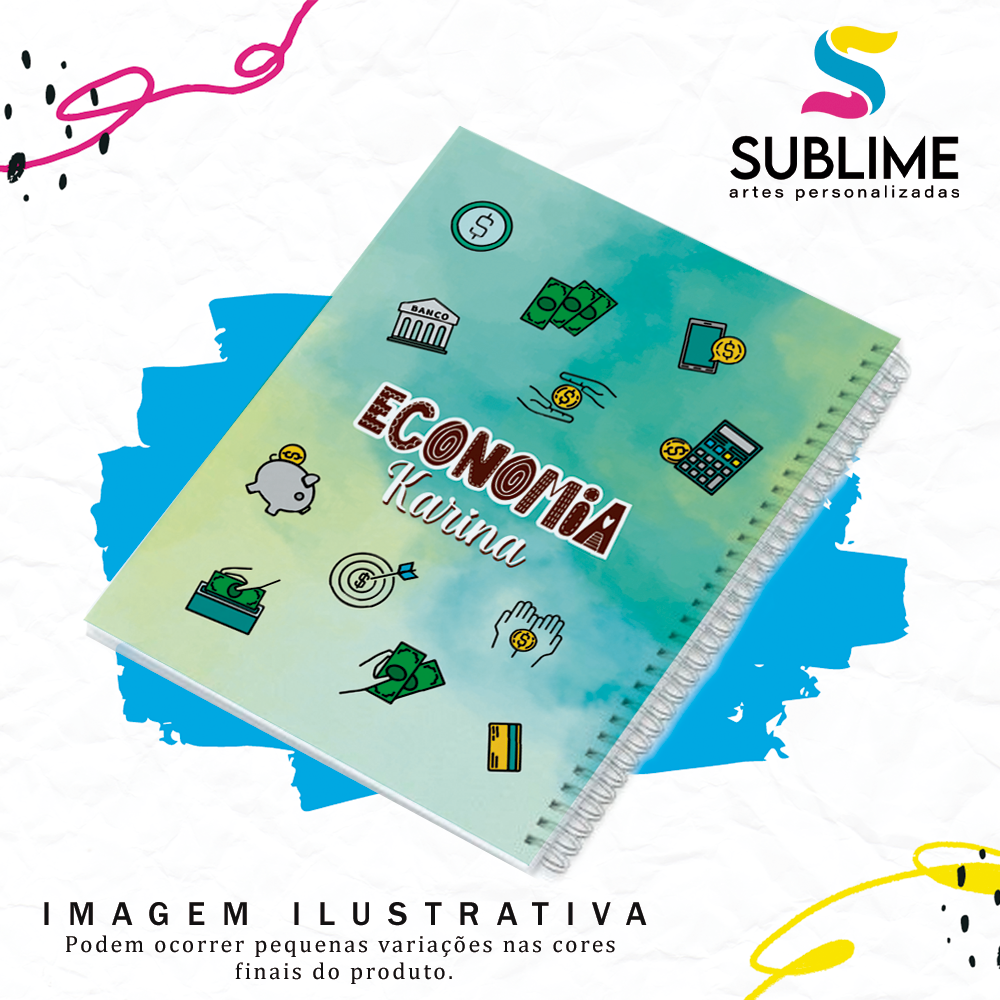 SUBLIME
artes personalizadas
BANCO
ECONOMIA
Karina
IMAGEM ILUSTRATIVA
Podem ocorrer pequenas variações nas cores
finais do produto.